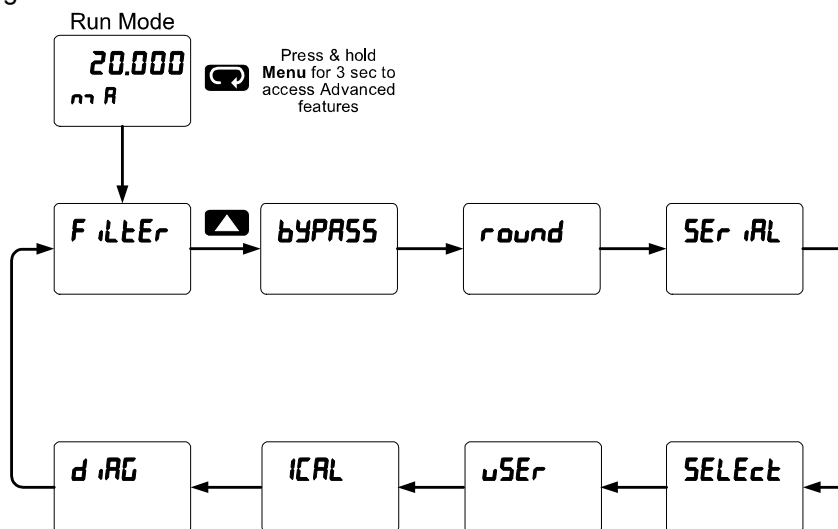 Run Mode
20.000
mA
Press & hold
Menu for 3 sec to
access Advanced
features
FiLtEr
bYPASS
round
SEriAL
diAG
ICAL
uSEr
SELEct